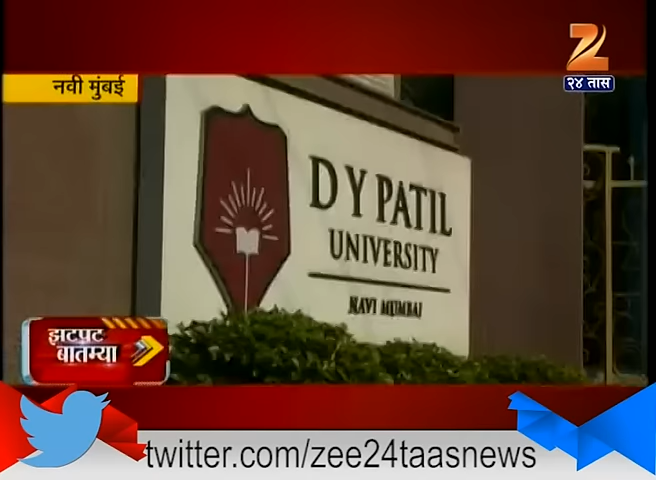 २४ तास
नवी मुंबई
D Y PATIL
UNIVERSITY
NAVI MUMBAI
झटपट
बातम्या
twitter.com/zee24taasnews